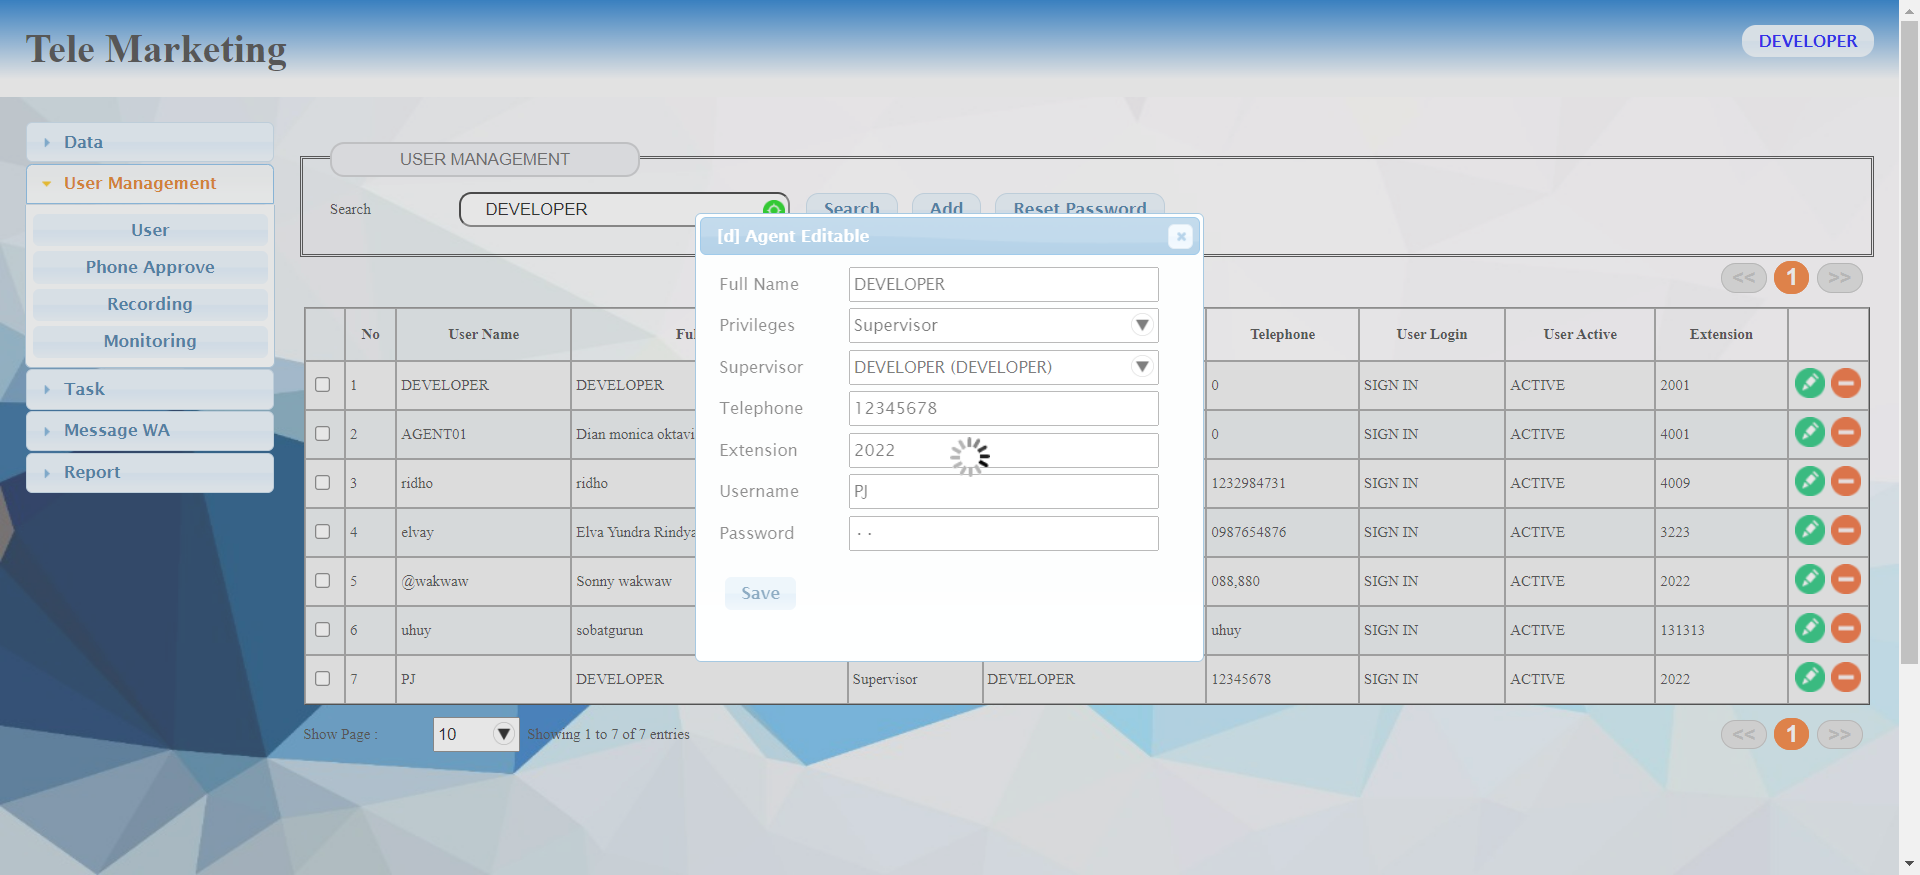 Tele Marketing
DEVELOPER
Data
User Management
User
Phone Approve
Recording
Monitoring
Task
Message WA
Report
USER MANAGEMENT
Search DEVELOPER Search Add Reset Password
<< 1 >>
[d] Agent Editable
Full Name DEVELOPER
Privileges Supervisor
Supervisor DEVELOPER (DEVELOPER)
Telephone 12345678
Extension 2022
Username PJ
Password
Save
No User Name Telephone User Login User Active Extension
1 DEVELOPER DEVELOPER 0 SIGN IN ACTIVE 2001
2 AGENT01 Dian monica oktavi 0 SIGN IN ACTIVE 4001
3 ridho ridho 1232984731 SIGN IN ACTIVE 4009
4 elvay Elva Yundra Rindya 0987654876 SIGN IN ACTIVE 3223
5 @wakwaw Sonny wakwaw 088,880 SIGN IN ACTIVE 2022
6 uhuy sobatgurun uhuy SIGN IN ACTIVE 131313
7 PJ DEVELOPER Supervisor DEVELOPER 12345678 SIGN IN ACTIVE 2022
Show Page : 10 Showing 1 to 7 of 7 entries
<< 1 >>